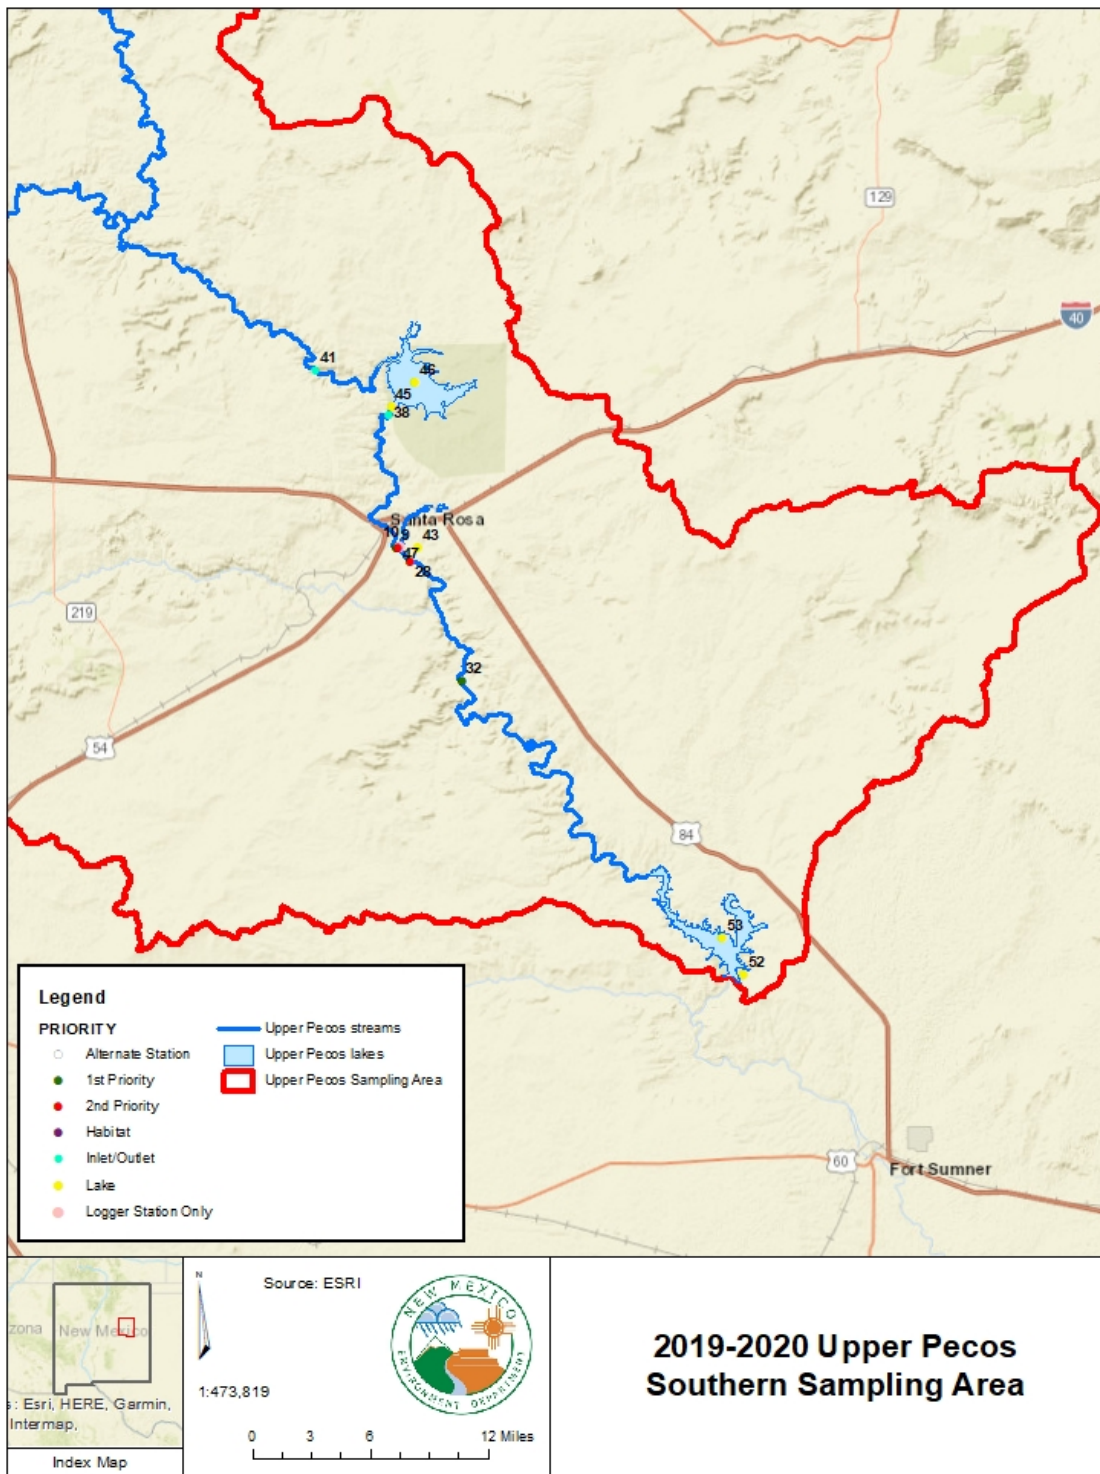 129
40
41
46
45
38
Santa Rosa
10
9
43
47
28
219
32
54
84
53
52
60
Fort Sumner
Legend
PRIORITY
Alternate Station
1st Priority
2nd Priority
Habitat
Inlet/Outlet
Lake
Logger Station Only
Upper Pecos streams
Upper Pecos lakes
Upper Pecos Sampling Area
zona
New Mexico
s: Esri, HERE, Garmin,
Intermap,
Index Map
N
Source: ESRI
1:473,819
NEW MEXICO
ENVIRONMENT DEPARTMENT
0 3 6 12 Miles
2019-2020 Upper Pecos
Southern Sampling Area